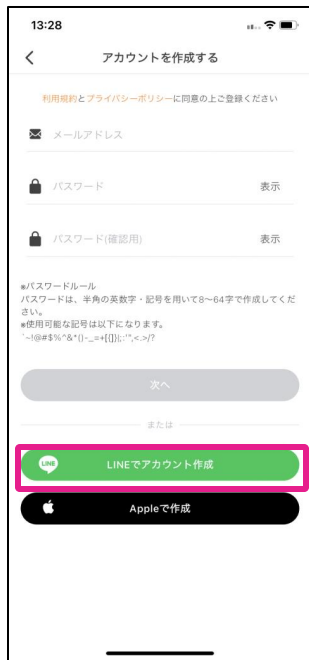 13:28
アカウントを作成する
利用規約とプライバシーポリシーに同意の上ご登録ください
メールアドレス
パスワード 表示
パスワード(確認用) 表示
※パスワードルール
パスワードは、半角の英数字・記号を用いて8〜64字で作成してくだ
さい。
※使用可能な記号は以下になります。
`~!@#$%^&*()-_=+[{]}|;:'",<.>/?
次へ
または
LINE LINEでアカウント作成
Appleで作成